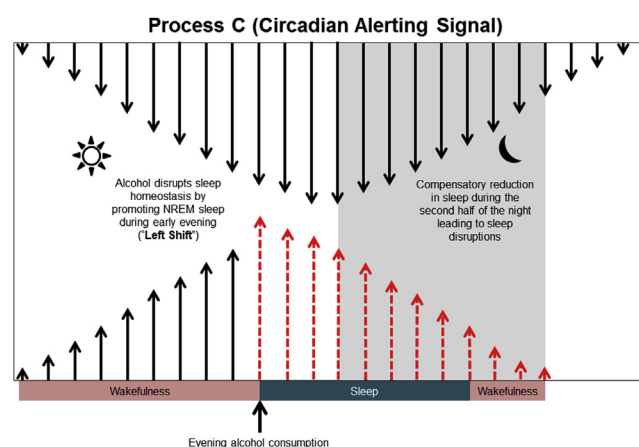 Process C (Circadian Alerting Signal)
Alcohol disrupts sleep
homeostasis by
promoting NREM sleep
during early evening
("Left Shift")
Compensatory reduction
in sleep during the
second half of the night
leading to sleep
disruptions
Wakefulness
Sleep
Wakefulness
Evening alcohol consumption